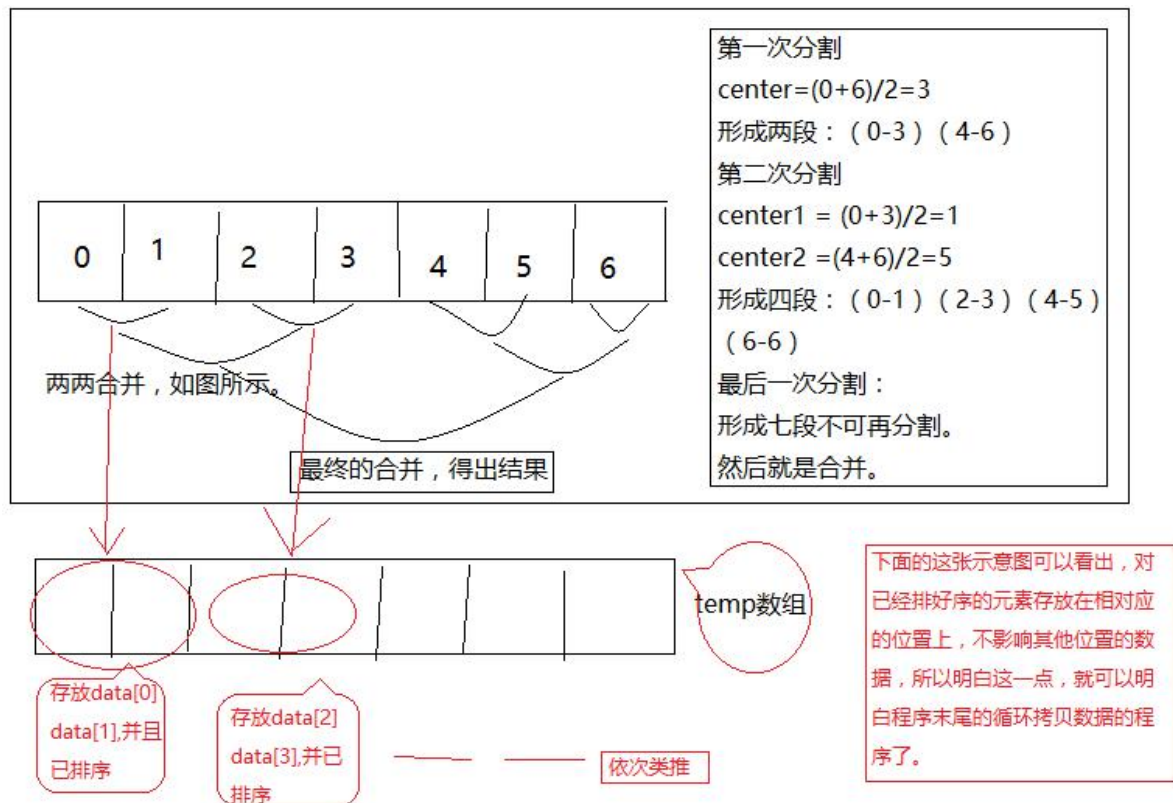 第一次分割
center=(0+6)/2=3
形成两段：（0-3）（4-6）
第二次分割
center1 = (0+3)/2=1
center2 =(4+6)/2=5
形成四段：（0-1）（2-3）（4-5）
（6-6）
最后一次分割：
形成七段不可再分割。
然后就是合并。
0 1 2 3 4 5 6
两两合并，如图所示。
最终的合并，得出结果
temp数组
下面的这张示意图可以看出，对
已经排好序的元素存放在相对应
的位置上，不影响其他位置的数
据，所以明白这一点，就可以明
白程序末尾的循环拷贝数据的程
序了。
存放data[0]
data[1],并且
已排序
存放data[2]
data[3],并已
排序
依次类推